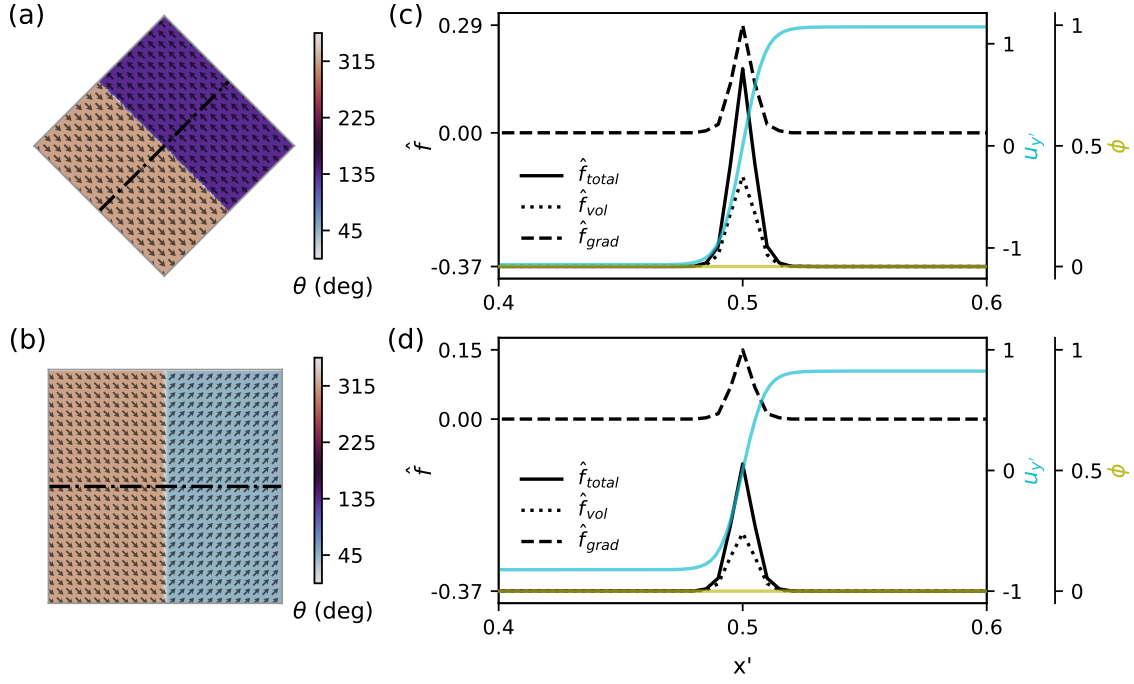 (a)
315
225
135
45
θ (deg)
(b)
315
225
135
45
θ (deg)
(c)
0.29
0.00
-0.37
f̂
f̂total
f̂vol
f̂grad
0.4
0.5
0.6
1
0
-1
uy'
1
0.5
0
ϕ
(d)
0.15
0.00
-0.37
f̂
f̂total
f̂vol
f̂grad
0.4
0.5
0.6
x'
1
0
-1
uy'
1
0.5
0
ϕ